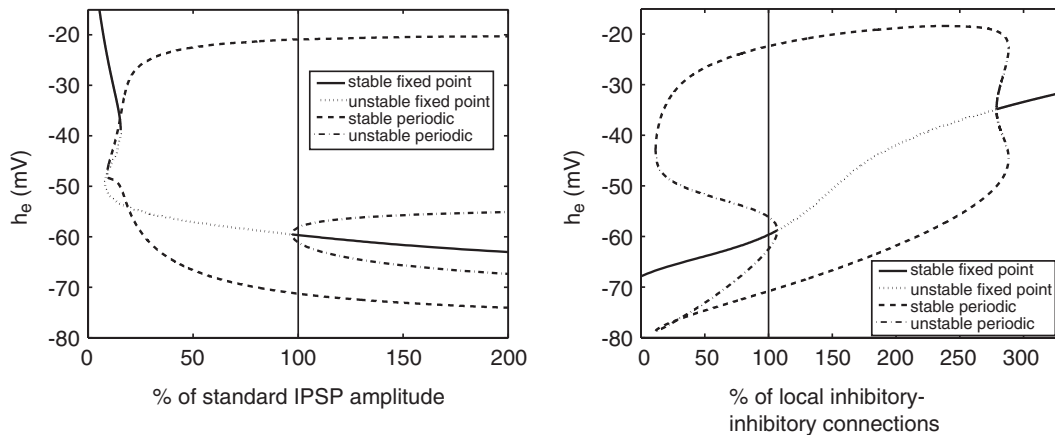 -20
-30
-40
-50
-60
-70
-80
h_e (mV)
0
50
100
150
200
% of standard IPSP amplitude
stable fixed point
unstable fixed point
stable periodic
unstable periodic
-20
-30
-40
-50
-60
-70
-80
h_e (mV)
0
50
100
150
200
250
300
% of local inhibitory-
inhibitory connections
stable fixed point
unstable fixed point
stable periodic
unstable periodic